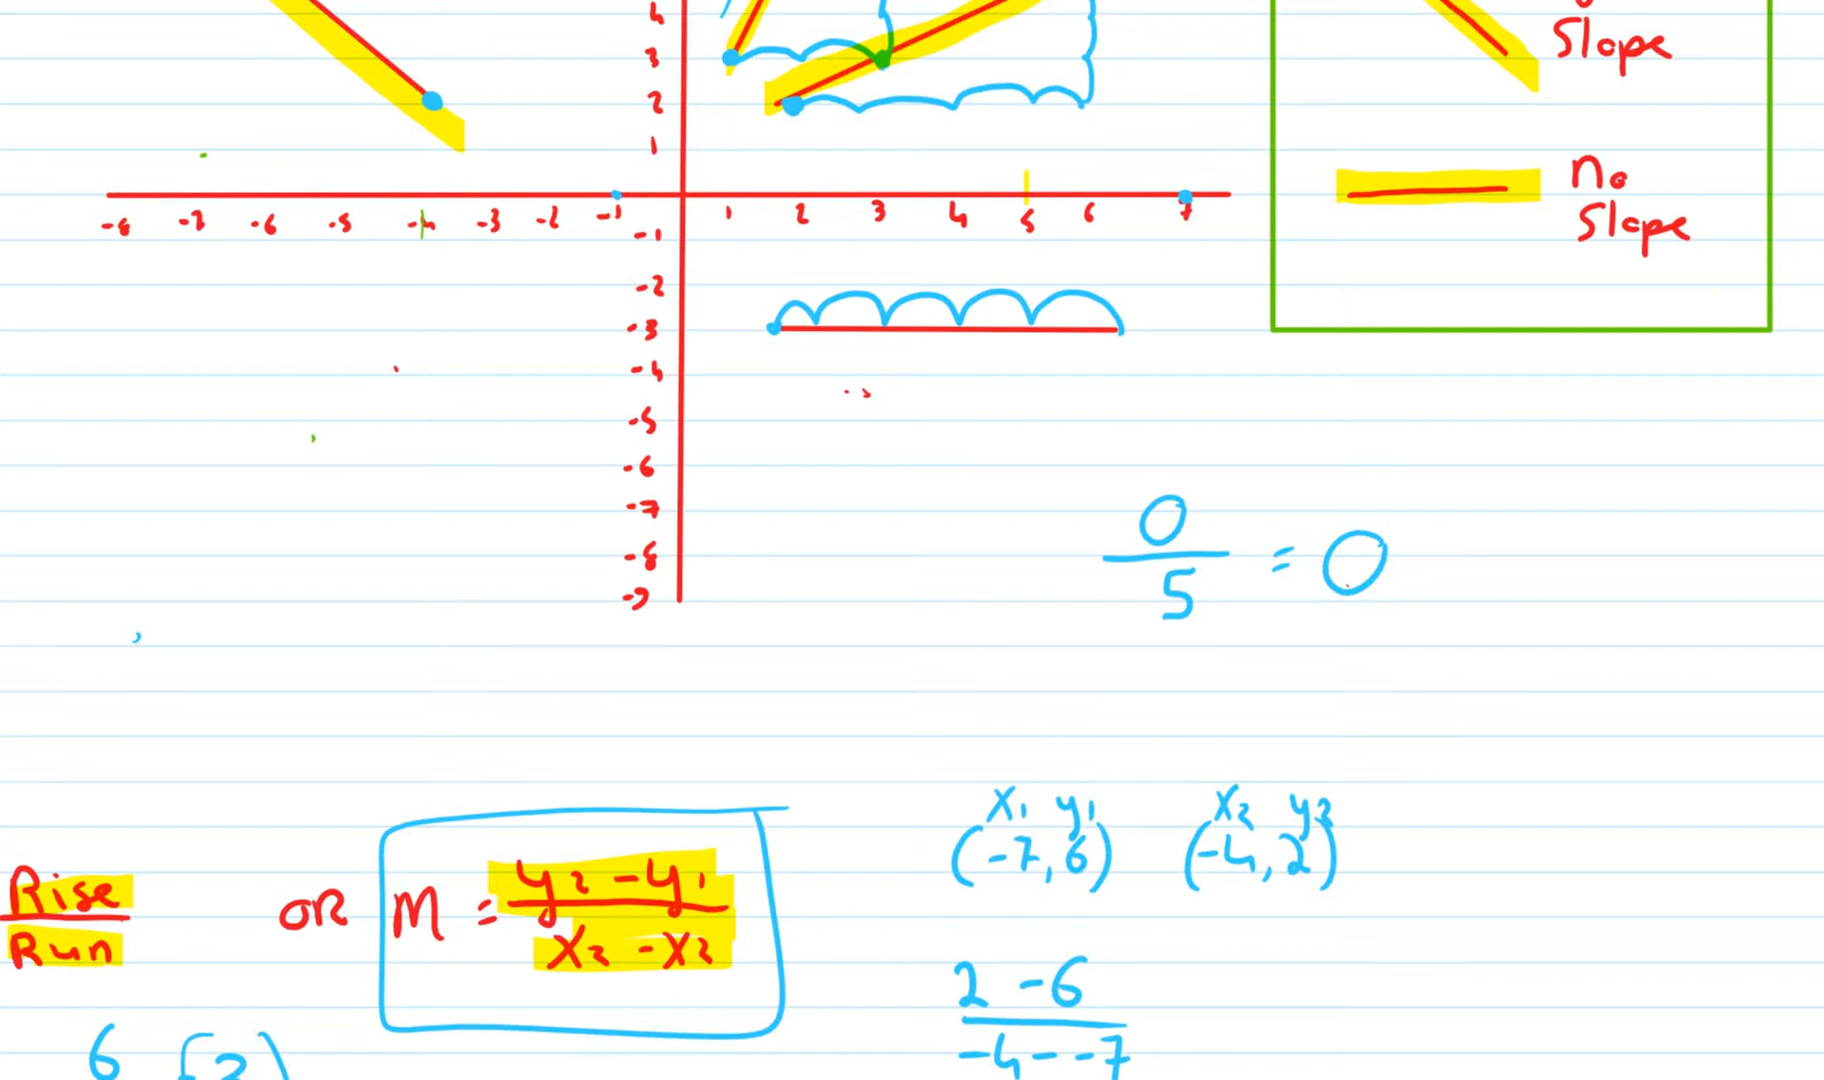 4
3
2
1
-8 -7 -6 -5 -4 -3 -2 -1 1 2 3 4 5 6 7
-1
-2
-3
-4
-5
-6
-7
-8
-9
Slope
no
Slope
0
5
= 0
Rise
Run
OR
m = y2 - y1
x2 - x2
x1 y1 x2 y2
(-7, 6) (-4, 2)
2 - 6
-4 - -7
6